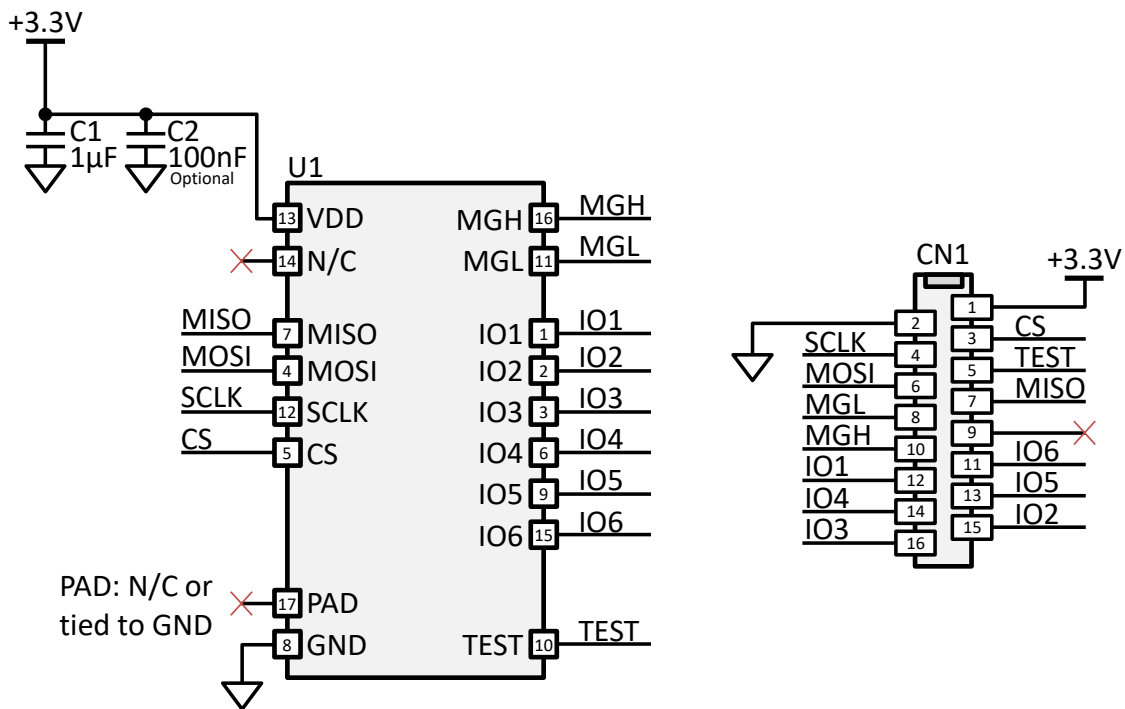 +3.3V
C1
1µF
C2
100nF
Optional
U1
13 VDD
14 N/C
MISO 7 MISO
MOSI 4 MOSI
SCLK 12 SCLK
CS 5 CS
PAD: N/C or
tied to GND
17 PAD
8 GND
MGH 16 MGH
MGL 11 MGL
IO1 1 IO1
IO2 2 IO2
IO3 3 IO3
IO4 6 IO4
IO5 9 IO5
IO6 15 IO6
TEST 10 TEST
CN1
+3.3V
1
2
3 CS
SCLK 4
5 TEST
MOSI 6
7 MISO
MGL 8
9
MGH 10
11 IO6
IO1 12
13 IO5
IO4 14
15 IO2
IO3 16